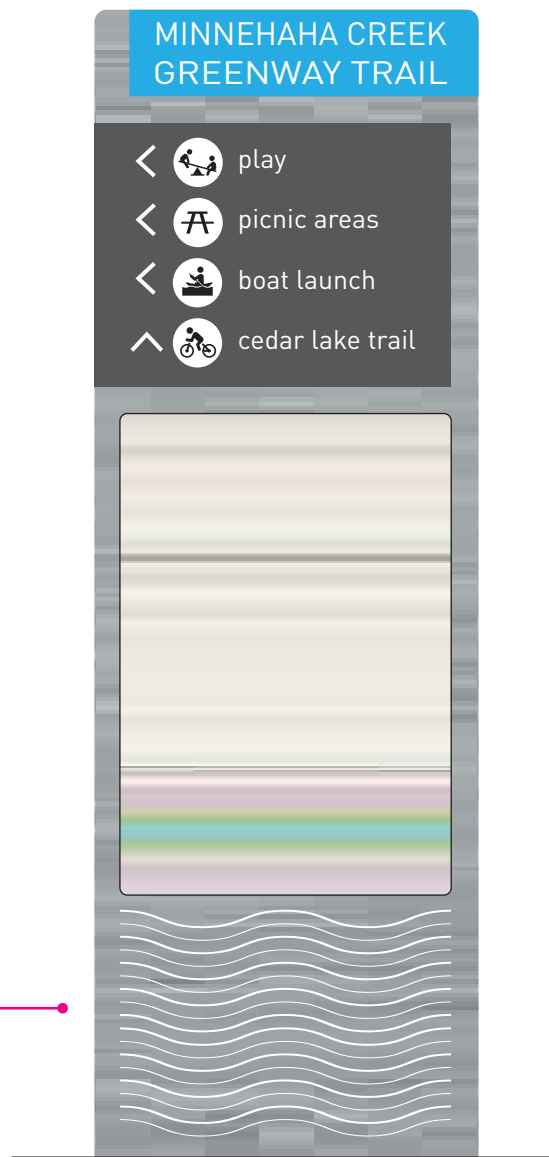 MINNEHAHA CREEK
GREENWAY TRAIL
play
picnic areas
boat launch
cedar lake trail